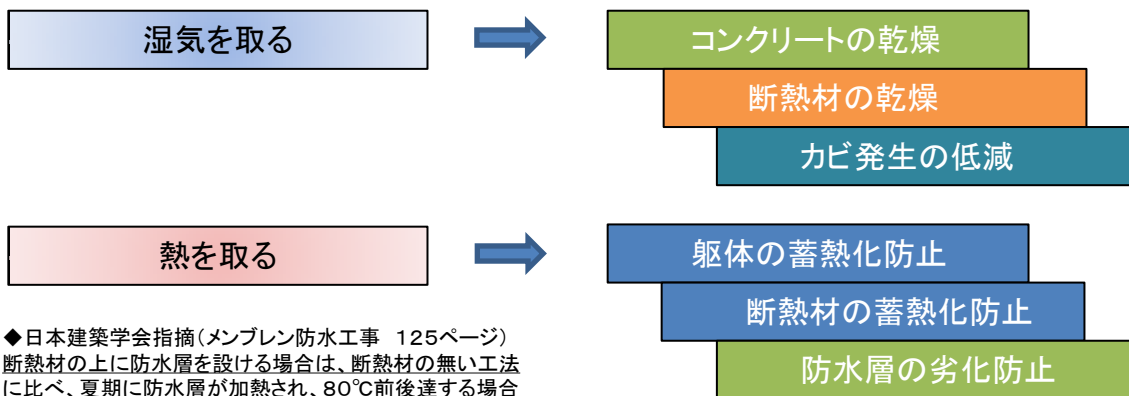 湿気を取る
コンクリートの乾燥
断熱材の乾燥
カビ発生の低減
熱を取る
躯体の蓄熱化防止
断熱材の蓄熱化防止
防水層の劣化防止
◆日本建築学会指摘(メンブレン防水工事 125ページ)
断熱材の上に防水層を設ける場合は、断熱材の無い工法
に比べ、夏期に防水層が加熱され、80℃前後達する場合